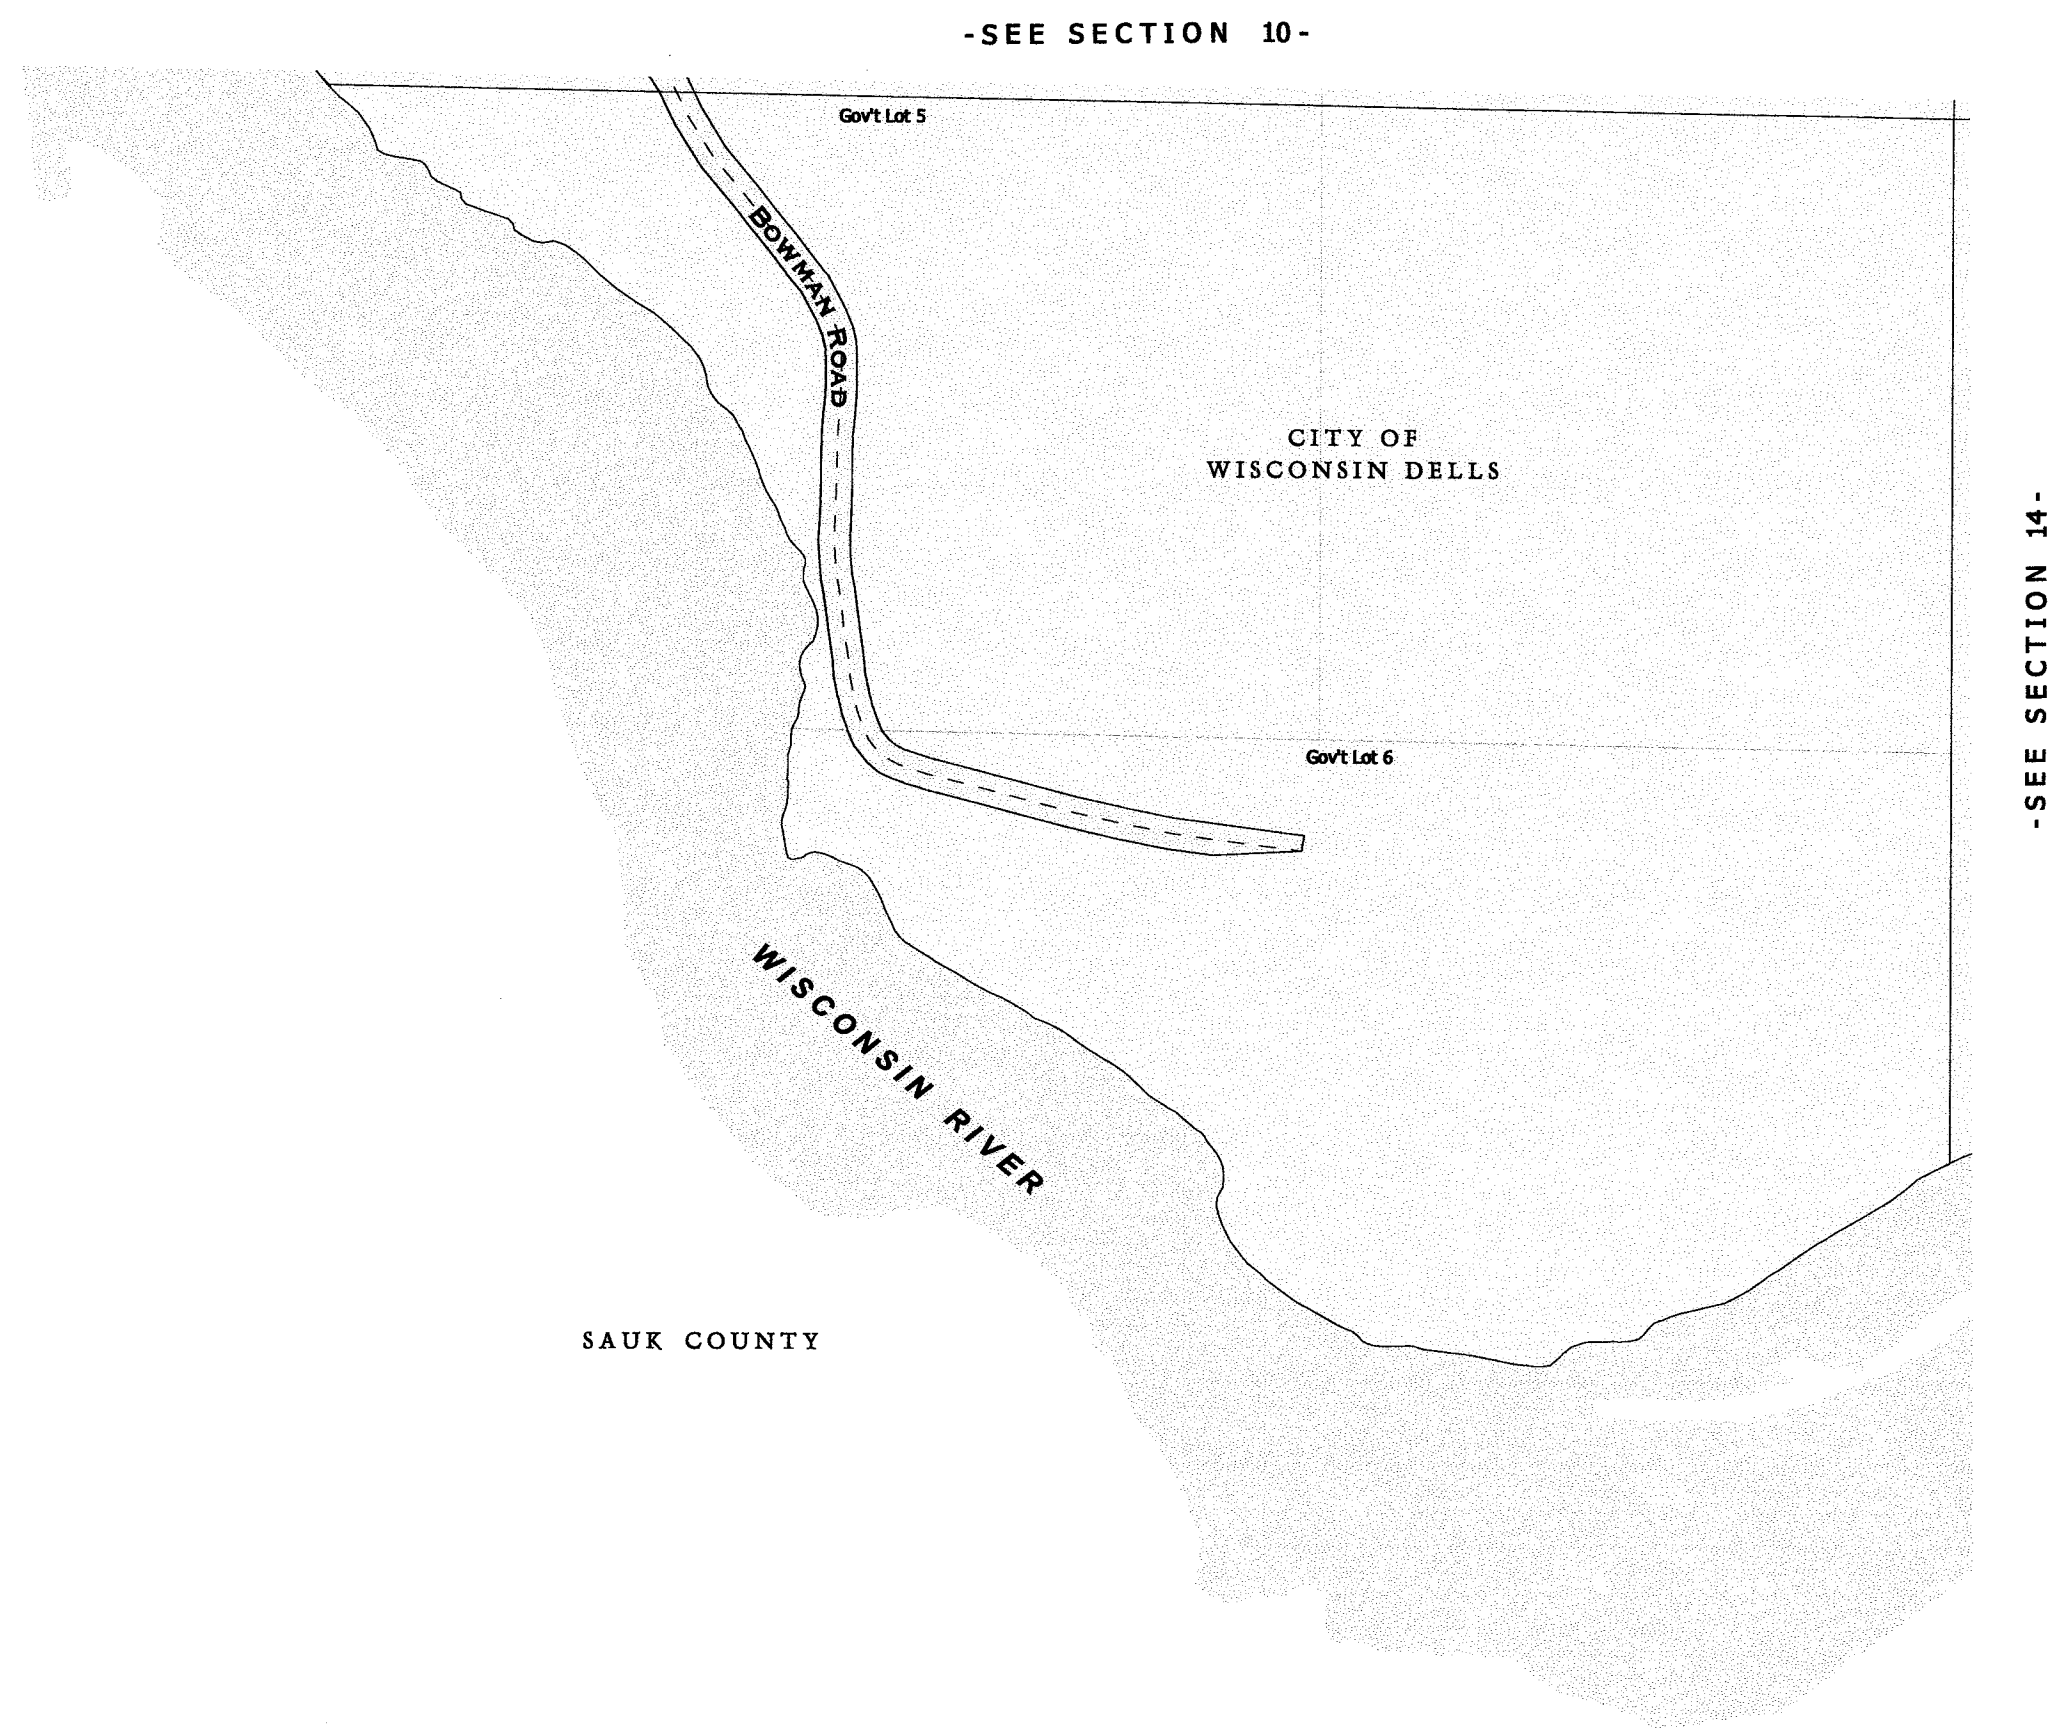 -SEE SECTION 10-
Gov't Lot 5
BOWMAN ROAD
CITY OF
WISCONSIN DELLS
-SEE SECTION 14-
Gov't Lot 6
WISCONSIN RIVER
SAUK COUNTY